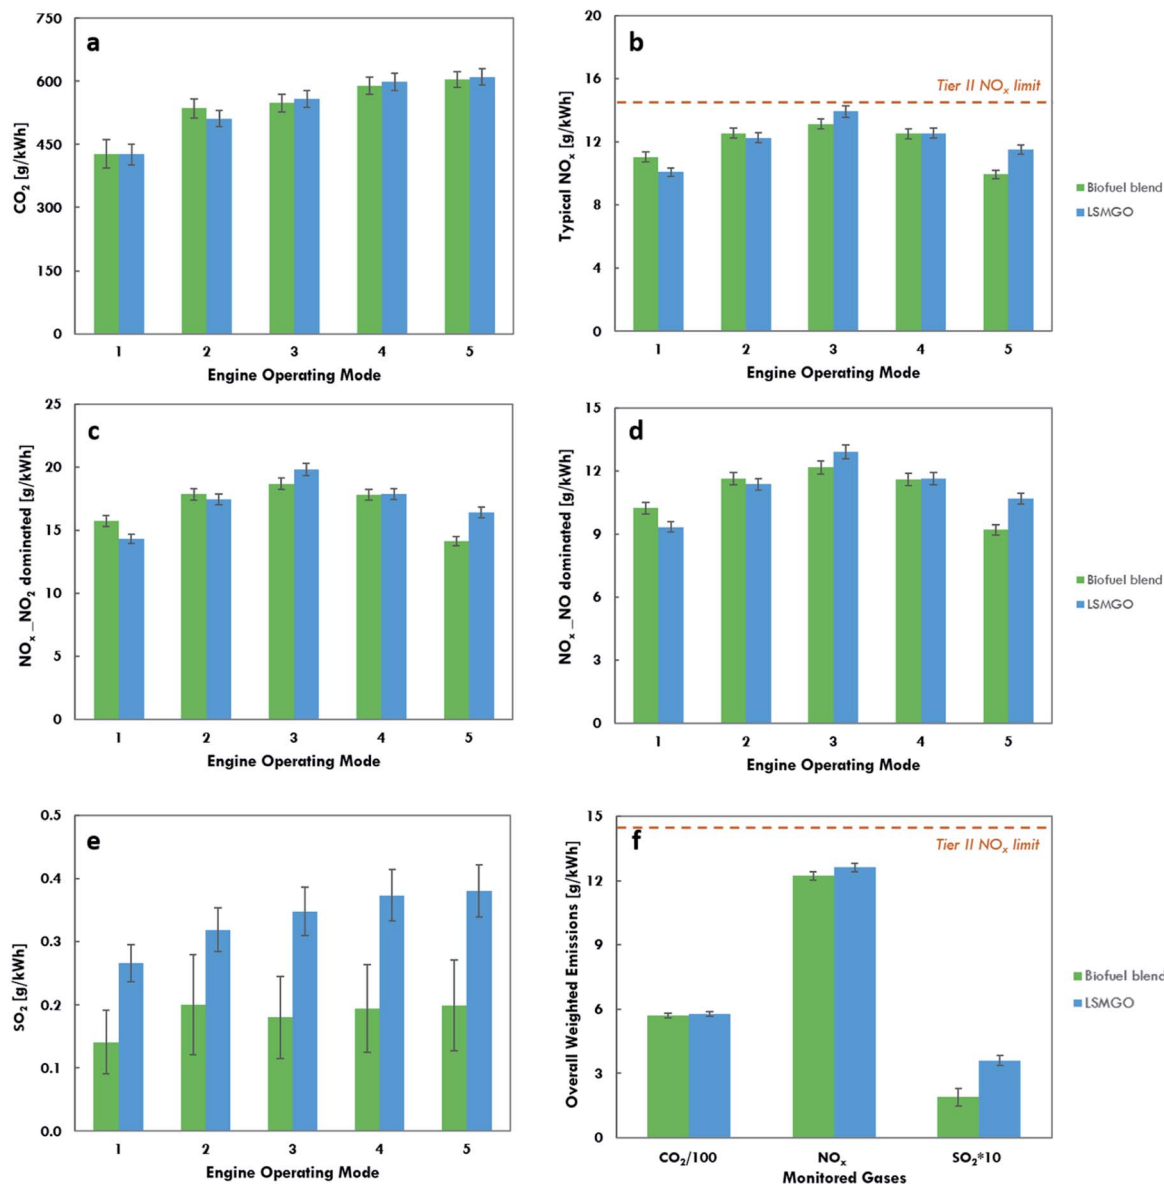 a
750
600
450
300
150
0
CO₂ [g/kWh]
1 2 3 4 5
Engine Operating Mode
b
20
16
12
8
4
0
Typical NOₓ [g/kWh]
Tier II NOₓ limit
1 2 3 4 5
Engine Operating Mode
Biofuel blend
LSMGO
c
25
20
15
10
5
0
NOₓ_NO₂ dominated [g/kWh]
1 2 3 4 5
Engine Operating Mode
d
15
12
9
6
3
0
NOₓ_NO dominated [g/kWh]
1 2 3 4 5
Engine Operating Mode
Biofuel blend
LSMGO
e
0.5
0.4
0.3
0.2
0.1
0.0
SO₂ [g/kWh]
1 2 3 4 5
Engine Operating Mode
f
15
12
9
6
3
0
Overall Weighted Emissions [g/kWh]
Tier II NOₓ limit
CO₂/100 NOₓ SO₂*10
Monitored Gases
Biofuel blend
LSMGO